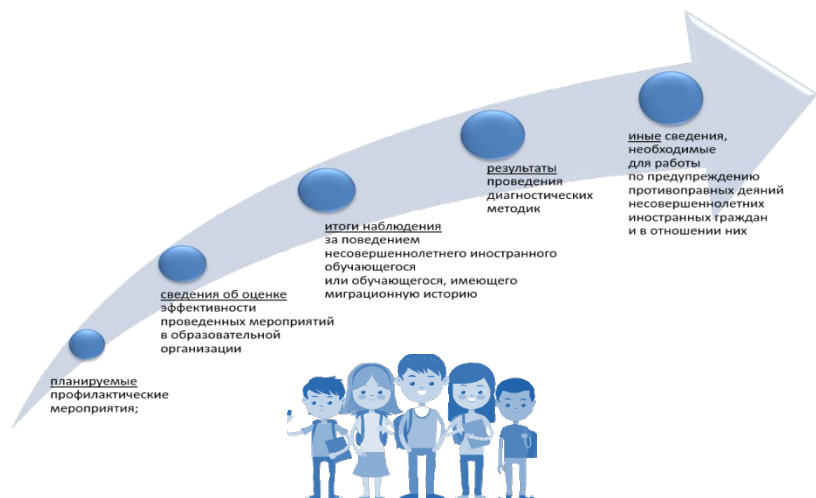 планируемые
профилактические
мероприятия;
сведения об оценке
эффективности
проведенных мероприятий
в образовательной
организации
итоги наблюдения
за поведением
несовершеннолетнего иностранного
обучающегося
или обучающегося, имеющего
миграционную историю
результаты
проведения
диагностических
методик
иные сведения,
необходимые
для работы
по предупреждению
противоправных деяний
несовершеннолетних
иностранных граждан
и в отношении них